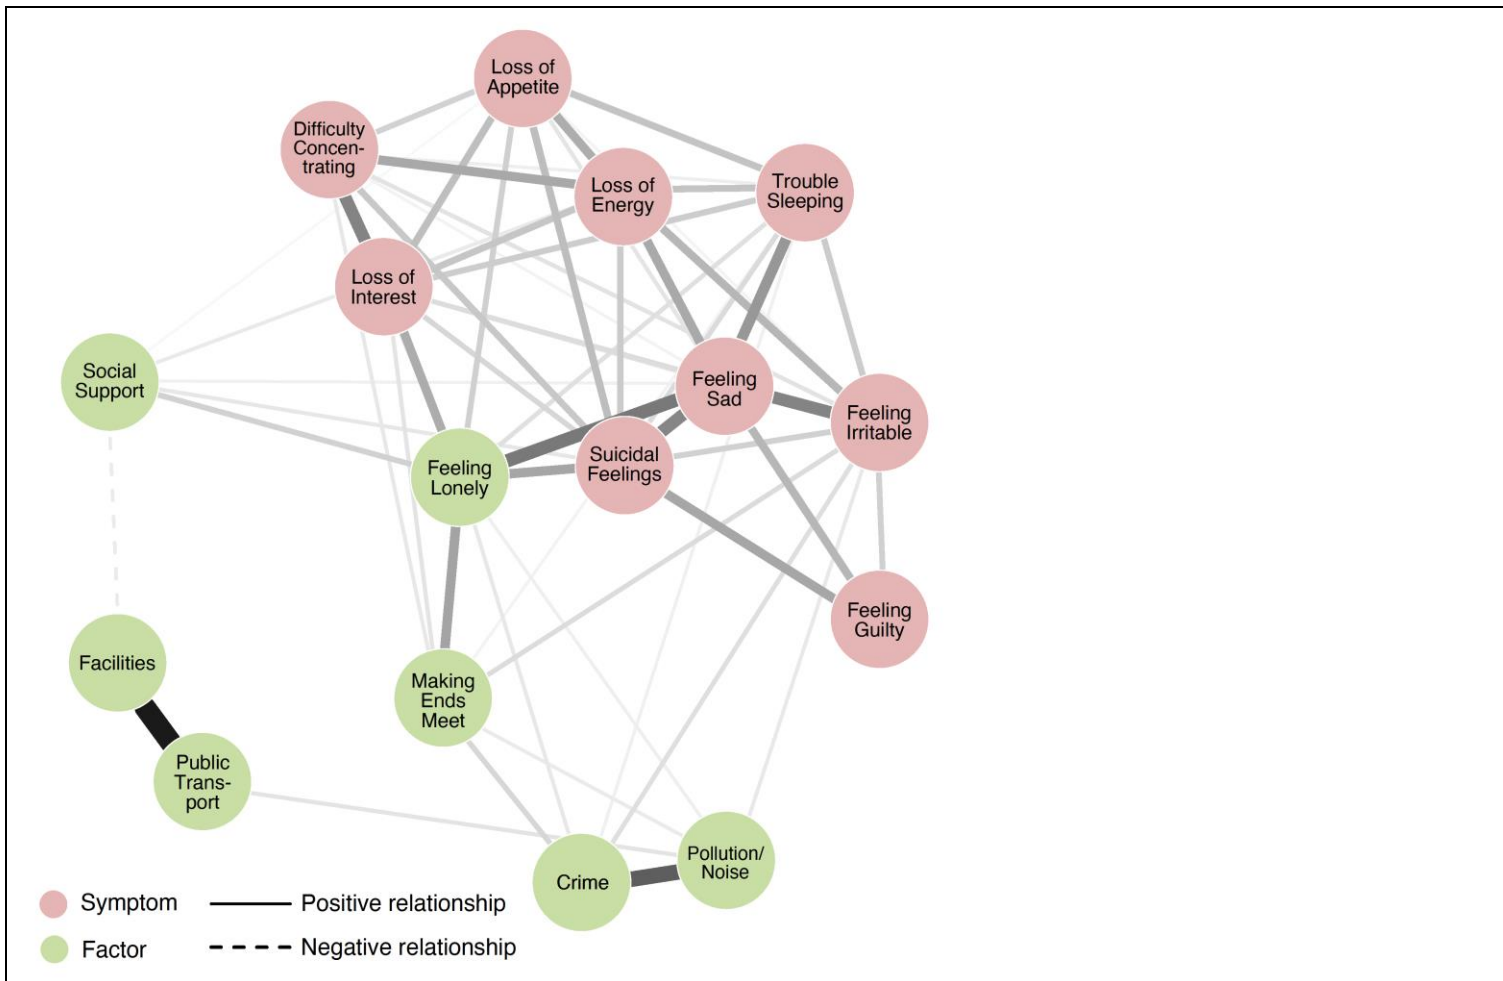 Loss of
Appetite
Difficulty
Concen-
trating
Loss of
Energy
Trouble
Sleeping
Loss of
Interest
Social
Support
Feeling
Sad
Feeling
Irritable
Feeling
Lonely
Suicidal
Feelings
Feeling
Guilty
Facilities
Making
Ends
Meet
Public
Trans-
port
Crime
Pollution/
Noise
Symptom
Positive relationship
Factor
Negative relationship